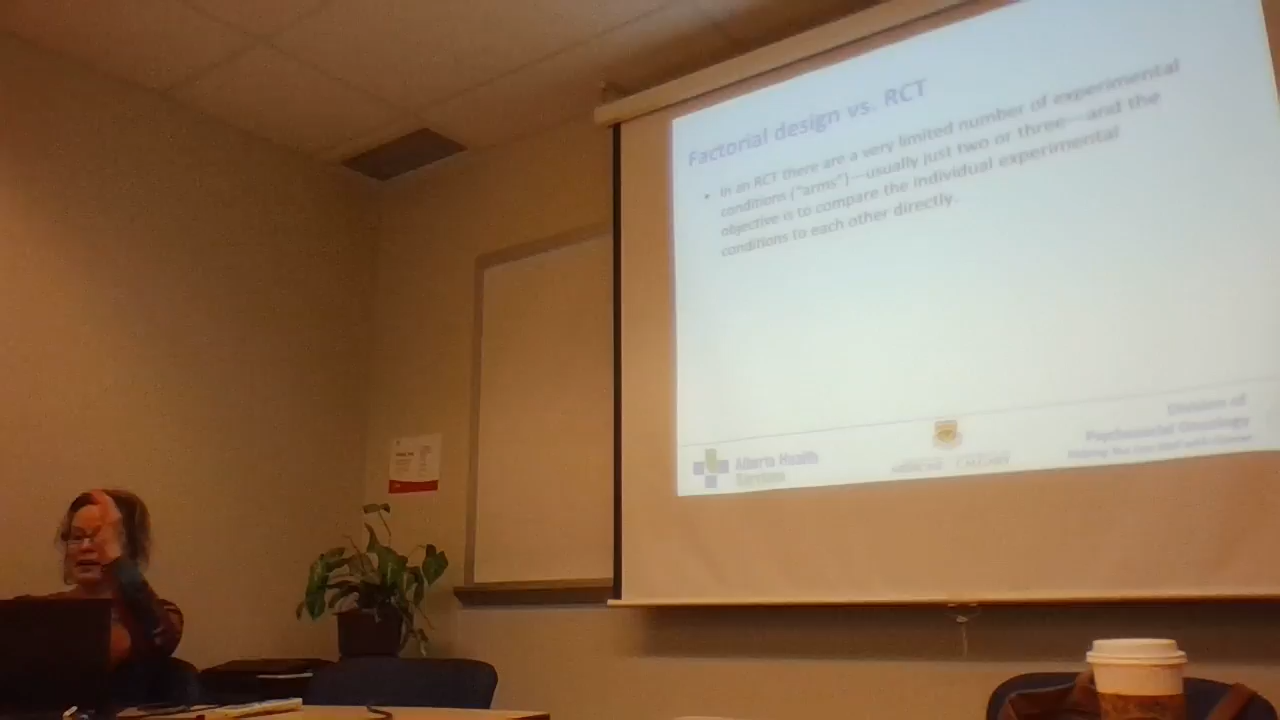 Factorial design vs. RCT
• In an RCT there are a very limited number of experimental
conditions ("arms")—usually just two or three—and the
objective is to compare the individual experimental
conditions to each other directly.
Alberta Health
Services
MEDICINE CALGARY
Division of
Psychosocial Oncology